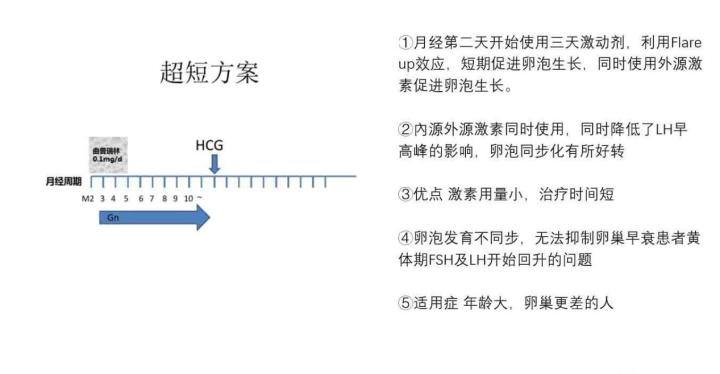 超短方案
曲普瑞林
0.1mg/d
HCG
月经周期
M2 3 4 5 6 7 8 9 10 ~
Gn
①月经第二天开始使用三天激动剂，利用Flare
up效应，短期促进卵泡生长，同时使用外源激
素促进卵泡生长。
②内源外源激素同时使用，同时降低了LH早
高峰的影响，卵泡同步化有所好转
③优点 激素用量小，治疗时间短
④卵泡发育不同步，无法抑制卵巢早衰患者黄
体期FSH及LH开始回升的问题
⑤适用症 年龄大，卵巢更差的人